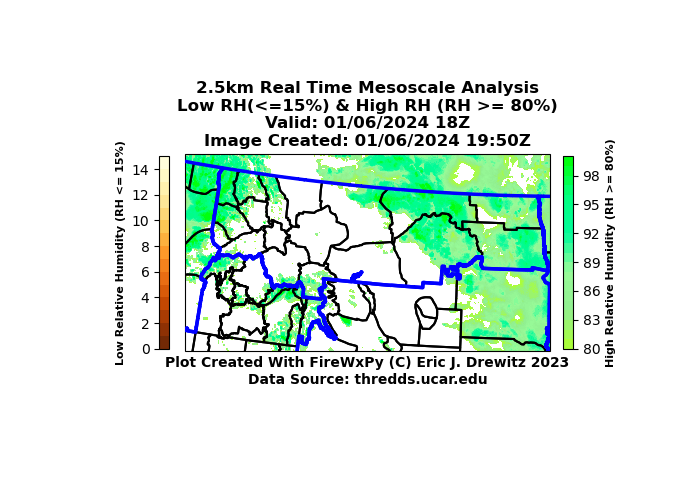 2.5km Real Time Mesoscale Analysis
Low RH(<=15%) & High RH (RH >= 80%)
Valid: 01/06/2024 18Z
Image Created: 01/06/2024 19:50Z
Low Relative Humidity (RH <= 15%)
14
12
10
8
6
4
2
0
98
95
92
89
86
83
80
High Relative Humidity (RH >= 80%)
Plot Created With FireWxPy (C) Eric J. Drewitz 2023
Data Source: thredds.ucar.edu